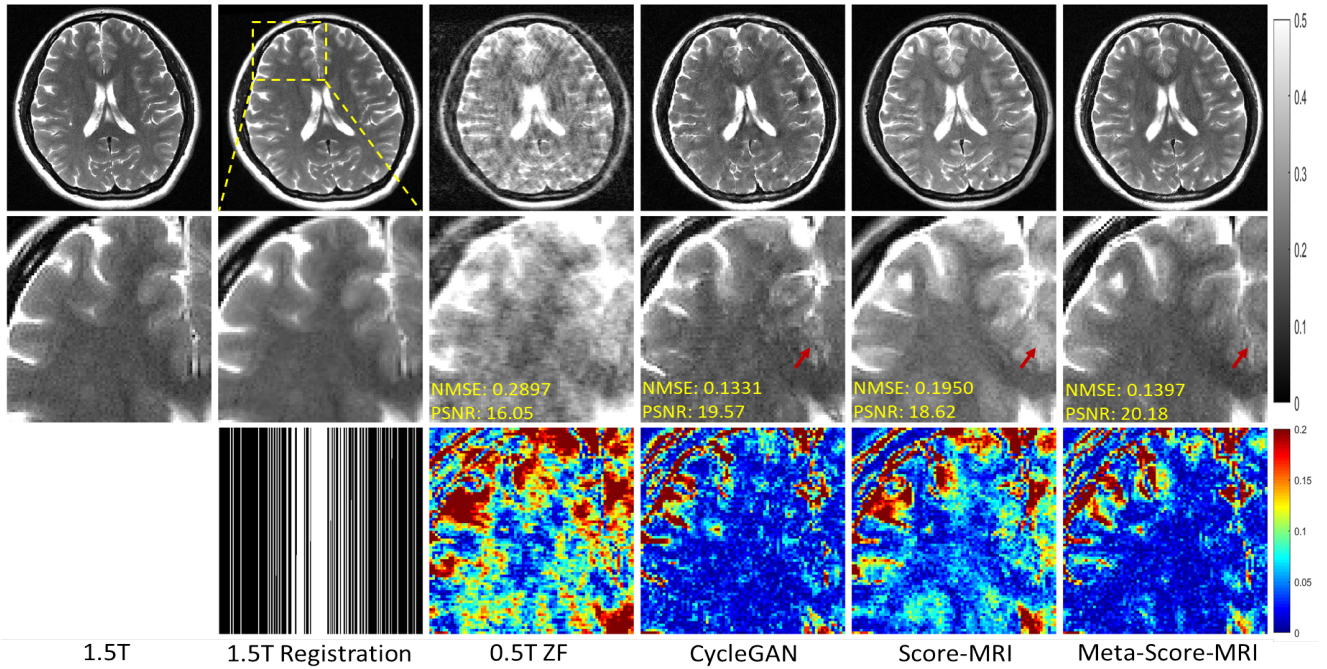 0.5
0.4
0.3
0.2
0.1
0
NMSE: 0.2897
PSNR: 16.05
NMSE: 0.1331
PSNR: 19.57
NMSE: 0.1950
PSNR: 18.62
NMSE: 0.1397
PSNR: 20.18
0.2
0.15
0.1
0.05
0
1.5T
1.5T Registration
0.5T ZF
CycleGAN
Score-MRI
Meta-Score-MRI